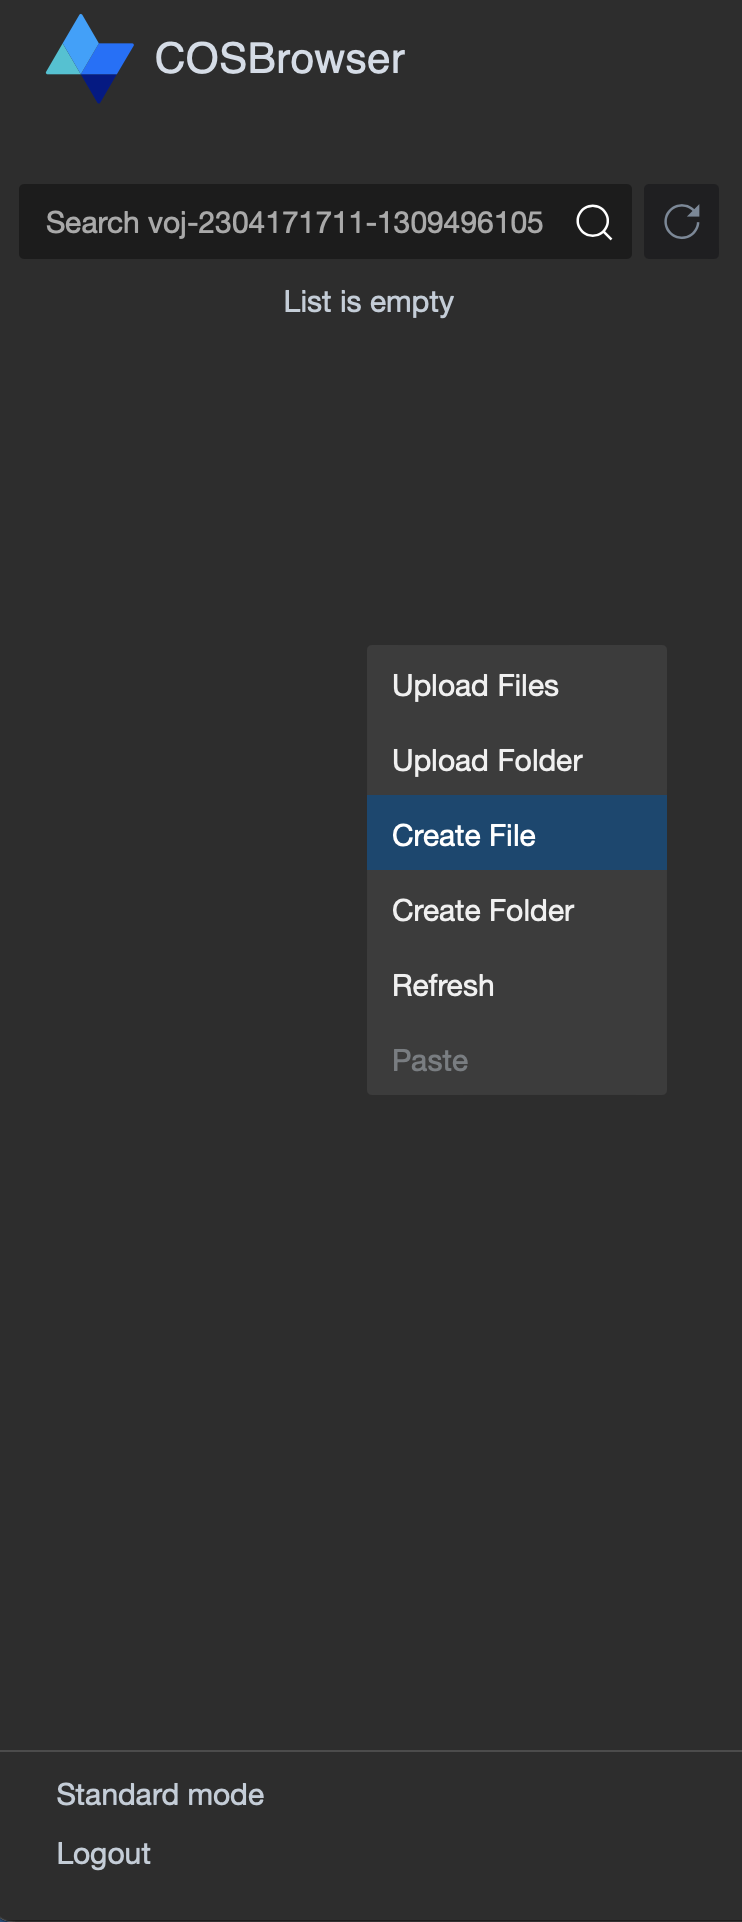 COSBrowser
Search voj-2304171711-1309496105
List is empty
Upload Files
Upload Folder
Create File
Create Folder
Refresh
Paste
Standard mode
Logout